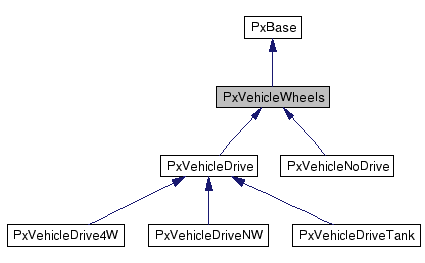 PxBase
PxVehicleWheels
PxVehicleDrive
PxVehicleNoDrive
PxVehicleDrive4W
PxVehicleDriveNW
PxVehicleDriveTank